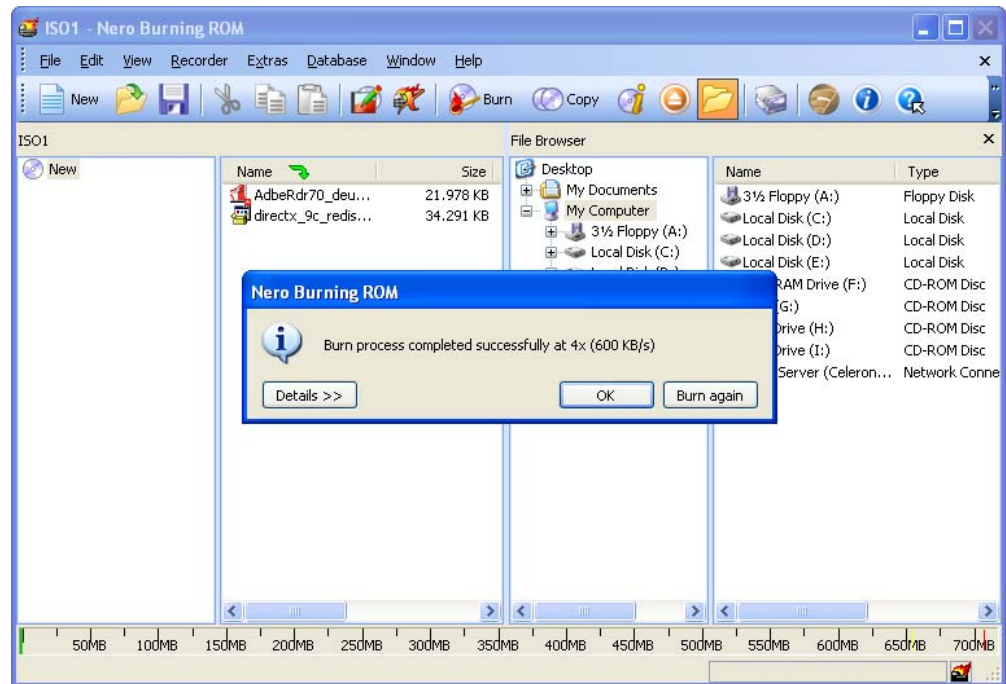 ISO1 - Nero Burning ROM
File Edit View Recorder Extras Database Window Help
New Burn Copy
ISO1
File Browser
New
Name Size
AdbeRdr70_deu... 21.978 KB
directx_9c_redis... 34.291 KB
Desktop
My Documents
My Computer
3½ Floppy (A:)
Local Disk (C:)
Name Type
3½ Floppy (A:) Floppy Disk
Local Disk (C:) Local Disk
Local Disk (D:) Local Disk
Local Disk (E:) Local Disk
RAM Drive (F:) CD-ROM Disc
(G:) CD-ROM Disc
Drive (H:) CD-ROM Disc
Drive (I:) CD-ROM Disc
Server (Celeron... Network Conne
Nero Burning ROM
Burn process completed successfully at 4x (600 KB/s)
Details >> OK Burn again
50MB 100MB 150MB 200MB 250MB 300MB 350MB 400MB 450MB 500MB 550MB 600MB 650MB 700MB